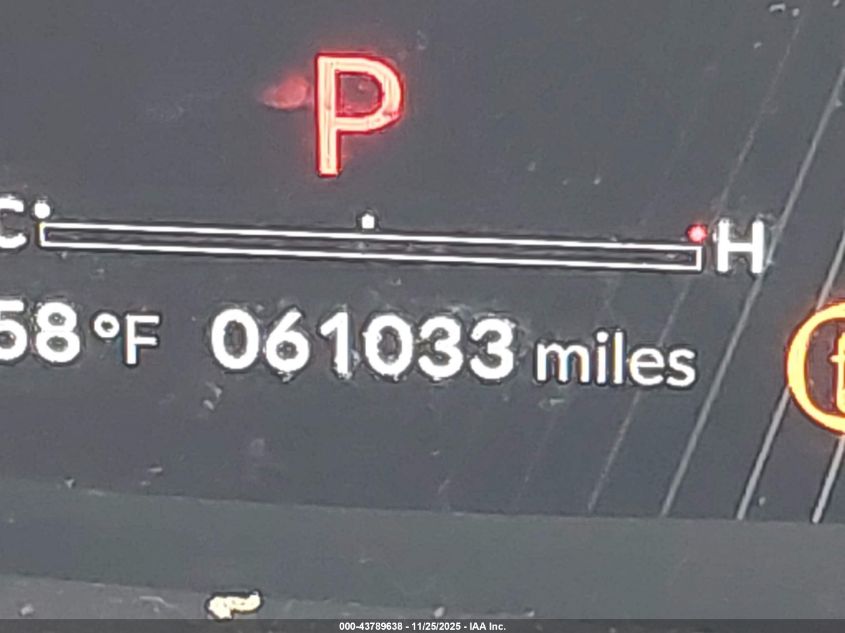 P
C H
58°F 061033 miles
000-43789638 - 11/25/2025 - IAA Inc.